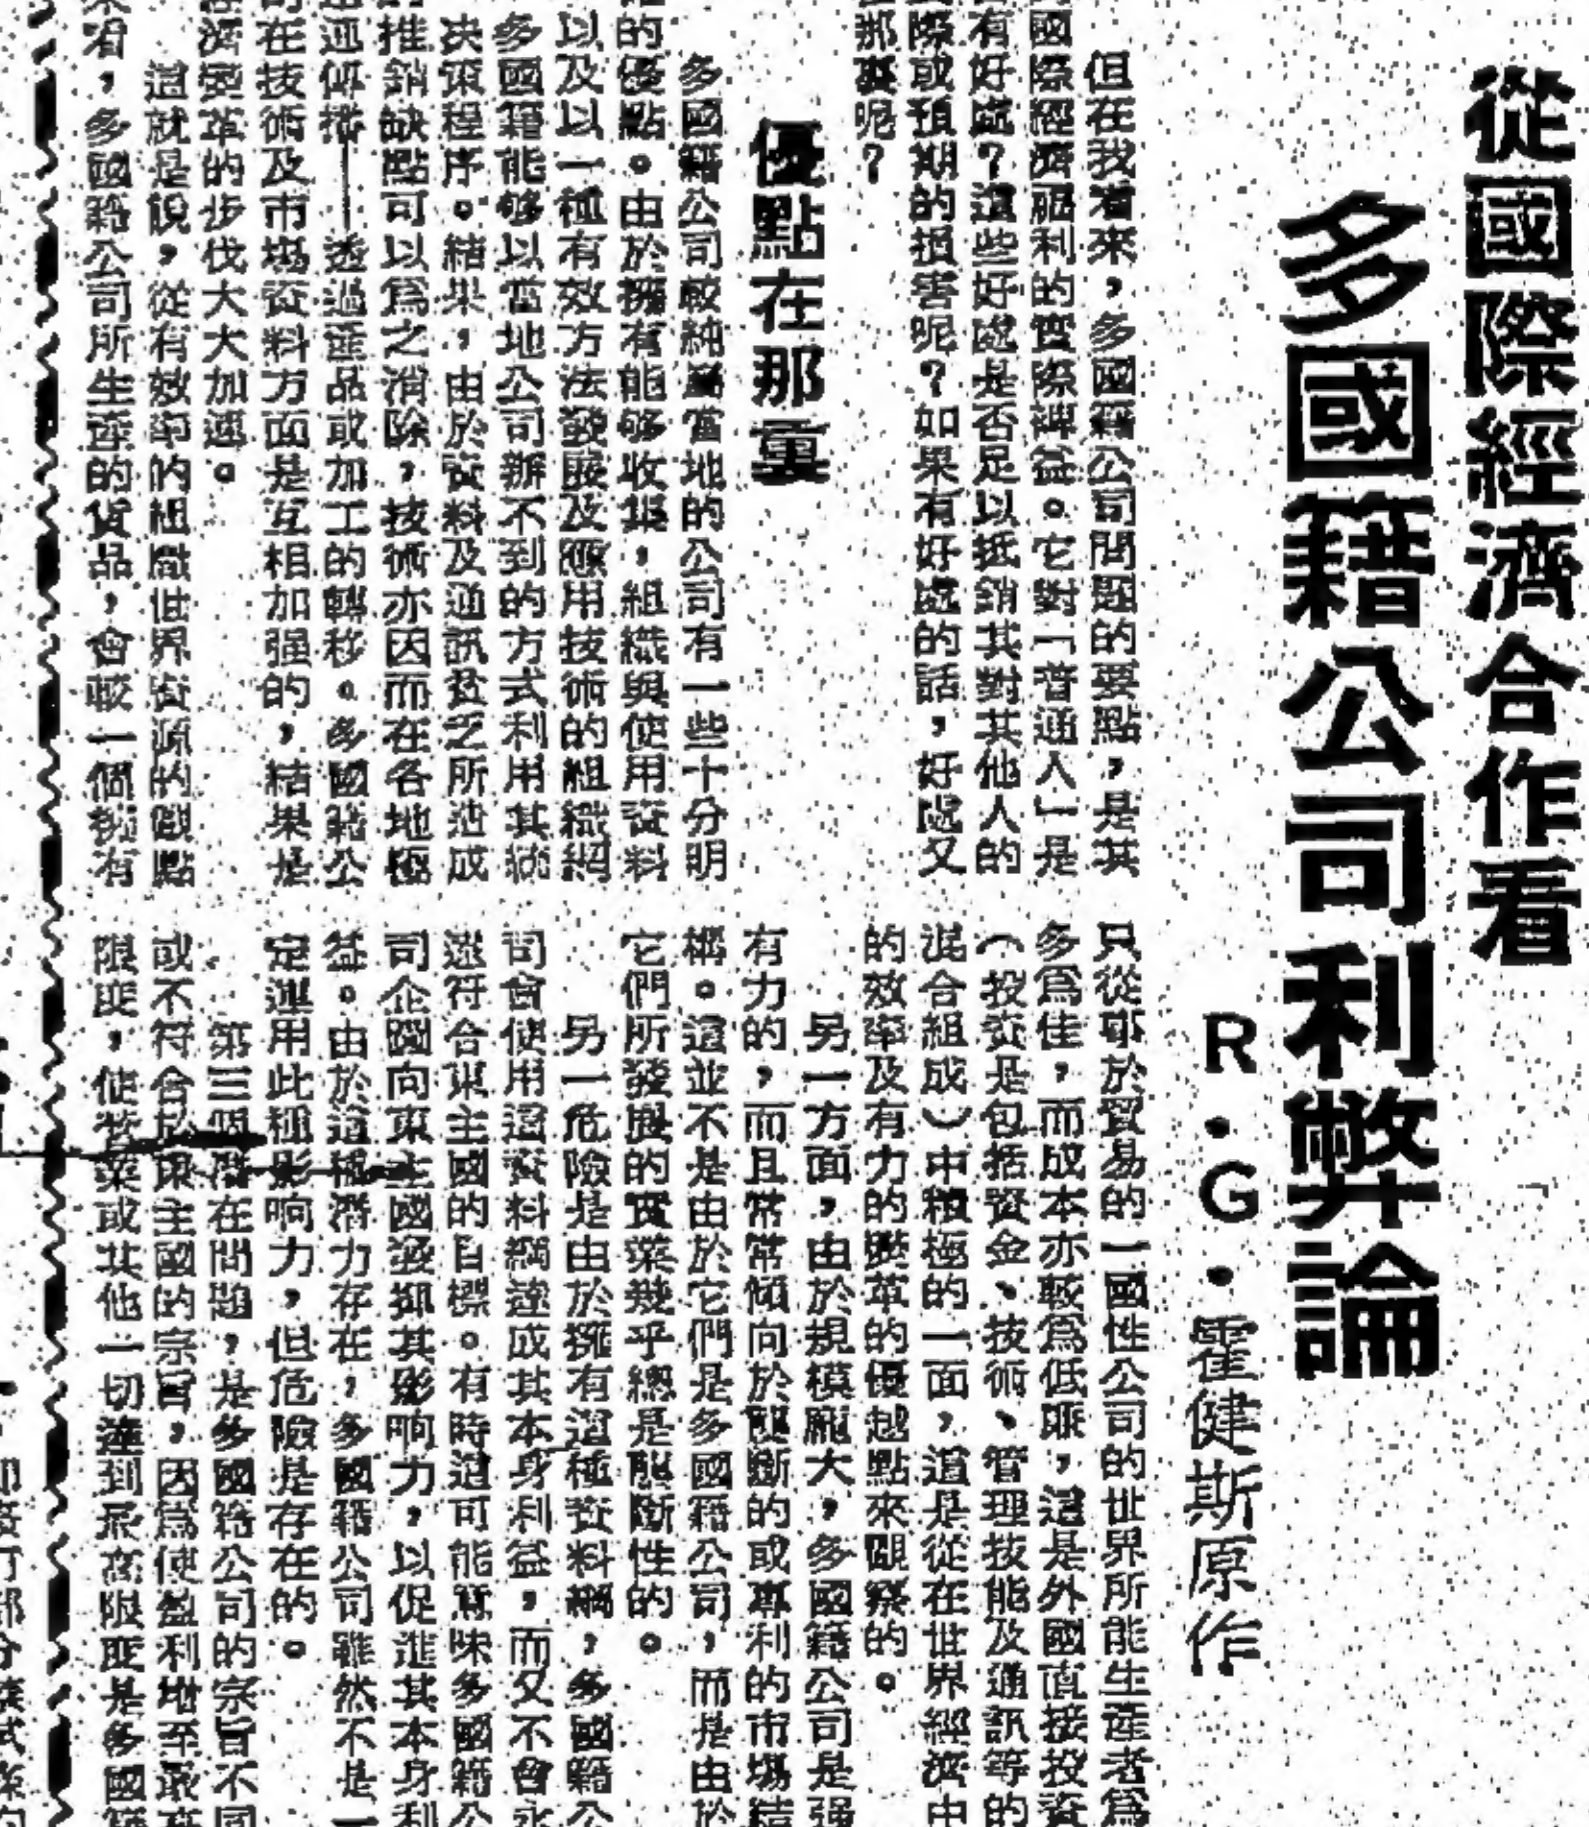 從國際經濟合作看
多國籍公司利弊論
R・G・霍健斯原作
但在我看來，多國籍公司問題的要點，是其
國際經濟福利的實際裨益。它對「普通人」是
有好處？這些好處是否足以抵銷其對其他人的
際或預期的損害呢？如果有好處的話，好處又
那裏呢？
優點在那裏
多國籍公司較純屬當地的公司有一些十分明
的優點。由於擁有能够收集，組織與使用資料
以及以一種有效方法發展及應用技術的組織網
多國籍能够以當地公司辦不到的方式利用其統
决策程序。結果，由於資料及通訊貧乏所造成
推銷缺點可以爲之消除，技術亦因而在各地極
迅速傳播——透過產品或加工的轉移。多國籍公
在技術及市場資料方面是互相加强的，結果是
濟變革的步伐大大加速。
這就是說，從有效率的組織世界資源的觀點
來看，多國籍公司所生產的貨品，會較一個擁有
只從事於貿易的一國性公司的世界所能生產者爲
多爲佳，而成本亦較爲低廉，這是外國直接投資
（投資是包括資金、技術、管理技能及通訊等的
混合組成）中積極的一面，這是從在世界經濟中
的效率及有力的變革的優越點來觀察的。
另一方面，由於規模龐大，多國籍公司是强
有力的，而且常常傾向於壟斷的或專利的市場結
構。這並不是由於它們是多國籍公司，而是由於
它們所發展的實業幾乎總是壟斷性的。
另一危險是由於擁有這種資料網，多國籍公
司會使用這資料網達成其本身利益，而又不會永
遠符合東主國的目標。有時這可能意味多國籍公
司企圖向東主國發揮其影响力，以促進其本身利
益。由於這種潛力存在，多國籍公司雖然不是一
定運用此種影响力，但危險是存在的。
第三個潛在問題，是多國籍公司的宗旨不同
或不符合於東主國的宗旨，因爲使盈利增至最高
限度，使營業或其他一切達到最高限度是多國籍